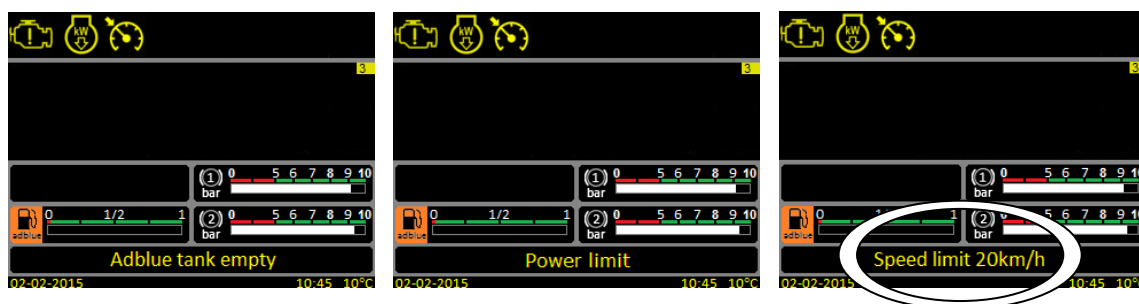 kW
3
1
0 5 6 7 8 9 10
bar
0 1/2 1
adblue
2
0 5 6 7 8 9 10
bar
Adblue tank empty
02-02-2015 10:45 10°C
kW
3
1
0 5 6 7 8 9 10
bar
0 1/2 1
adblue
2
0 5 6 7 8 9 10
bar
Power limit
02-02-2015 10:45 10°C
kW
3
1
0 5 6 7 8 9
bar
0 1
adblue
2
0 5 6 7 8 9
bar
Speed limit 20km/h
02-02-2015 10:45